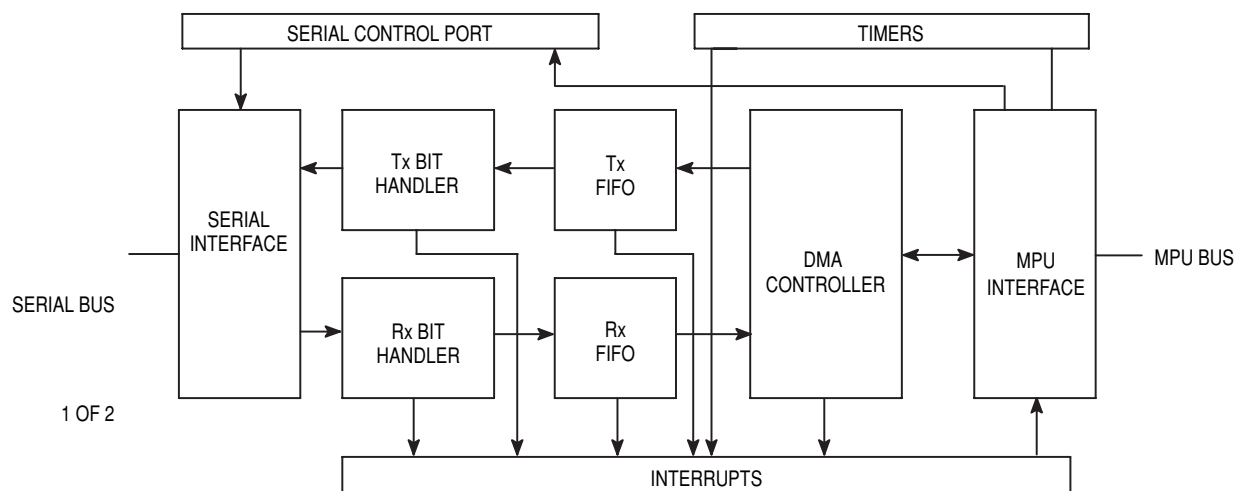 SERIAL CONTROL PORT
TIMERS
Tx BIT
HANDLER
Tx
FIFO
SERIAL
INTERFACE
DMA
CONTROLLER
MPU
INTERFACE
MPU BUS
SERIAL BUS
Rx BIT
HANDLER
Rx
FIFO
1 OF 2
INTERRUPTS